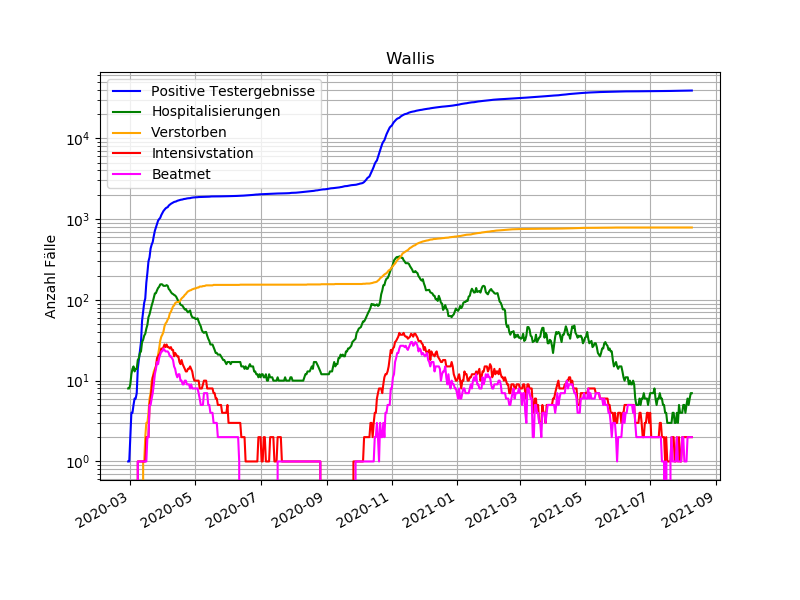 Wallis
Positive Testergebnisse
Hospitalisierungen
Verstorben
Intensivstation
Beatmet
Anzahl Fälle
10^4
10^3
10^2
10^1
10^0
2020-03
2020-05
2020-07
2020-09
2020-11
2021-01
2021-03
2021-05
2021-07
2021-09